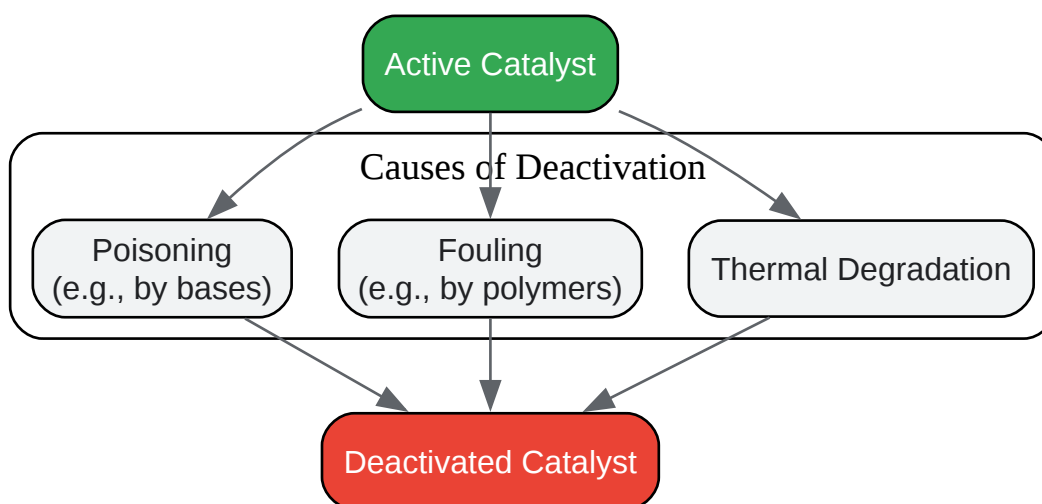 Active Catalyst
Causes of Deactivation
Poisoning
(e.g., by bases)
Fouling
(e.g., by polymers)
Thermal Degradation
Deactivated Catalyst